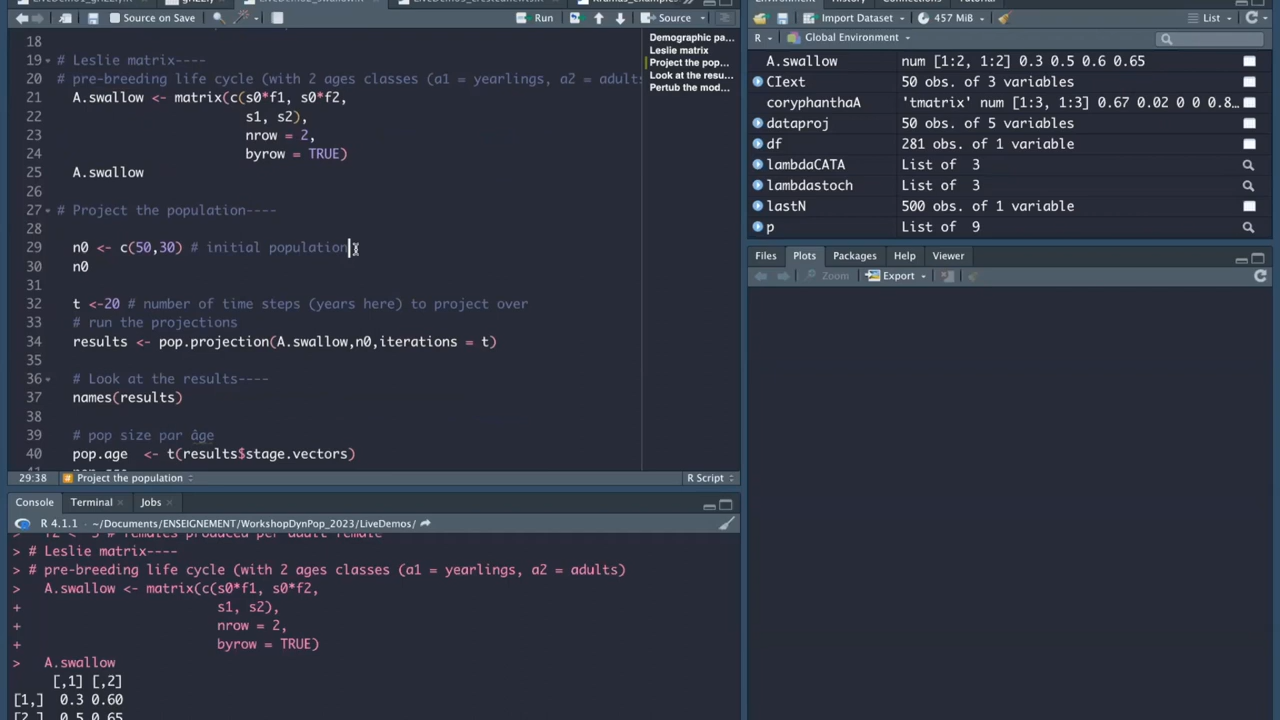 Source on Save
Run
Source
18
19 # Leslie matrix----
20 # pre-breeding life cycle (with 2 ages classes (a1 = yearlings, a2 = adults
21 A.swallow <- matrix(c(s0*f1, s0*f2,
22 s1, s2),
23 nrow = 2,
24 byrow = TRUE)
25 A.swallow
26
27 # Project the population----
28
29 n0 <- c(50,30) # initial population
30 n0
31
32 t <-20 # number of time steps (years here) to project over
33 # run the projections
34 results <- pop.projection(A.swallow,n0,iterations = t)
35
36 # Look at the results----
37 names(results)
38
39 # pop size par âge
40 pop.age <- t(results$stage.vectors)
29:38 Project the population R Script
Demographic pa...
Leslie matrix
Project the pop...
Look at the resu...
Pertub the mod...
Console Terminal Jobs
R 4.1.1 · ~/Documents/ENSEIGNEMENT/WorkshopDynPop_2023/LiveDemos/
> f2 <- 3 # females produced per adult female
> # Leslie matrix----
> # pre-breeding life cycle (with 2 ages classes (a1 = yearlings, a2 = adults)
> A.swallow <- matrix(c(s0*f1, s0*f2,
+ s1, s2),
+ nrow = 2,
+ byrow = TRUE)
> A.swallow
[,1] [,2]
[1,] 0.3 0.60
[2,] 0.5 0.65
Environment History Connections Tutorial
Import Dataset 457 MiB List
R Global Environment
A.swallow num [1:2, 1:2] 0.3 0.5 0.6 0.65
CIext 50 obs. of 3 variables
coryphanthaA 'tmatrix' num [1:3, 1:3] 0.67 0.02 0 0 0.8...
dataproj 50 obs. of 5 variables
df 281 obs. of 1 variable
lambdaCATA List of 3
lambdastoch List of 3
lastN 500 obs. of 1 variable
p List of 9
Files Plots Packages Help Viewer
Zoom Export